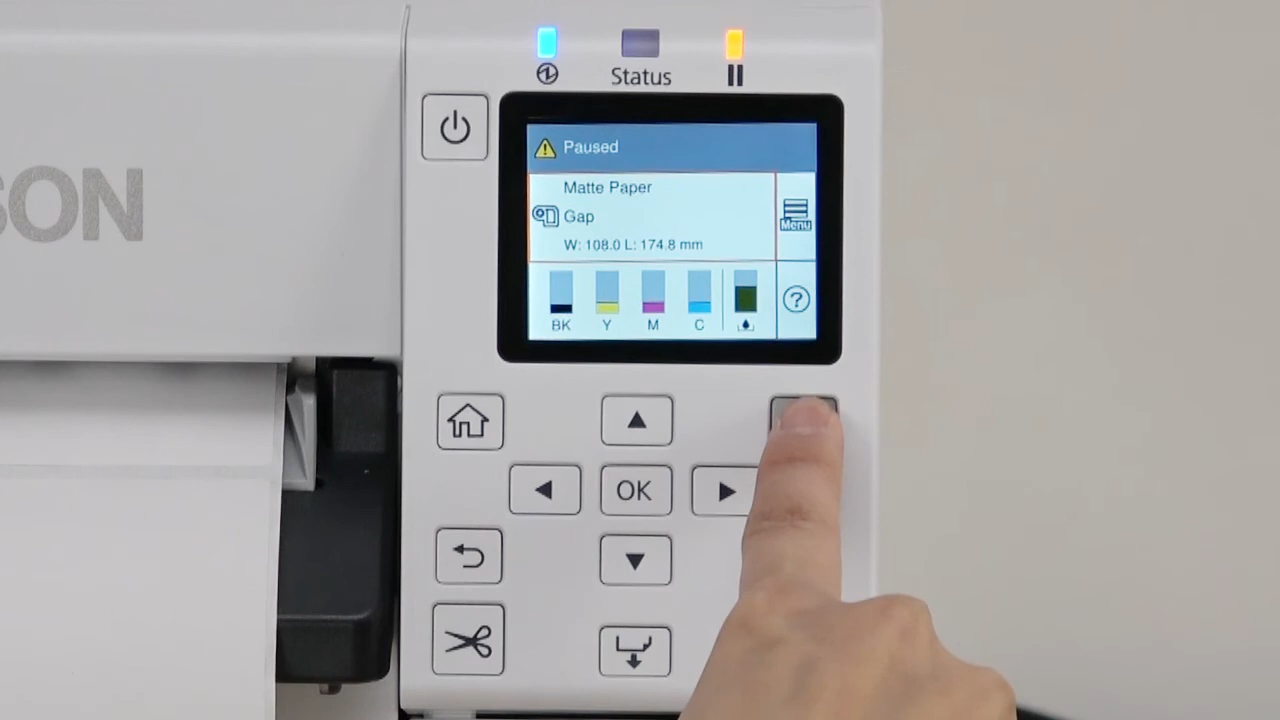 SON
Status
Paused
Matte Paper
Gap
W: 108.0 L: 174.8 mm
Menu
?
BK Y M C
OK